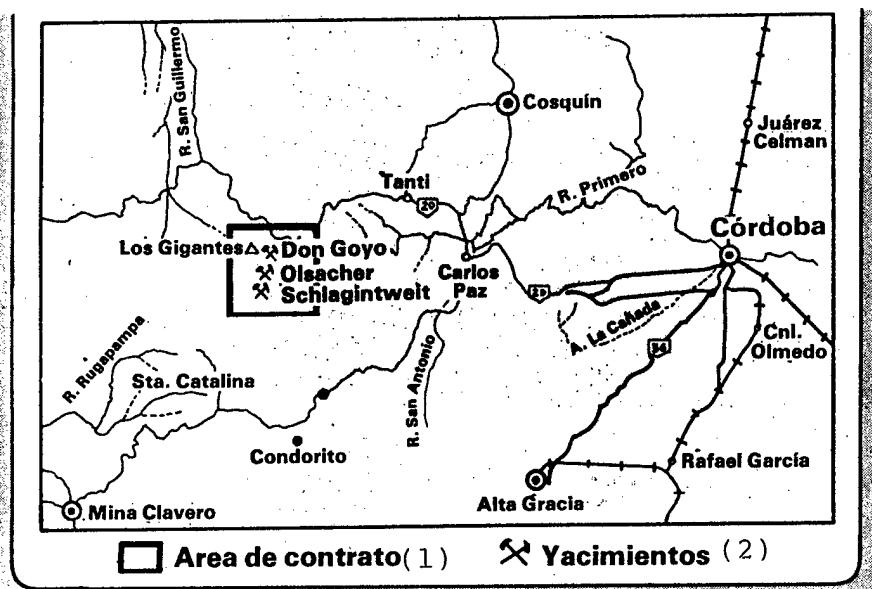 R. San Guillermo
Cosquín
Juárez
Celman
Tanti
20
R. Primero
Córdoba
Los Gigantes
Don Goyo
Olsacher
Schlagintweit
Carlos
Paz
20
A. La Cañada
Cnl.
Olmedo
34
R. Rugapampa
Sta. Catalina
R. San Antonio
Condorito
Rafael García
Alta Gracia
Mina Clavero
Area de contrato (1)
Yacimientos (2)